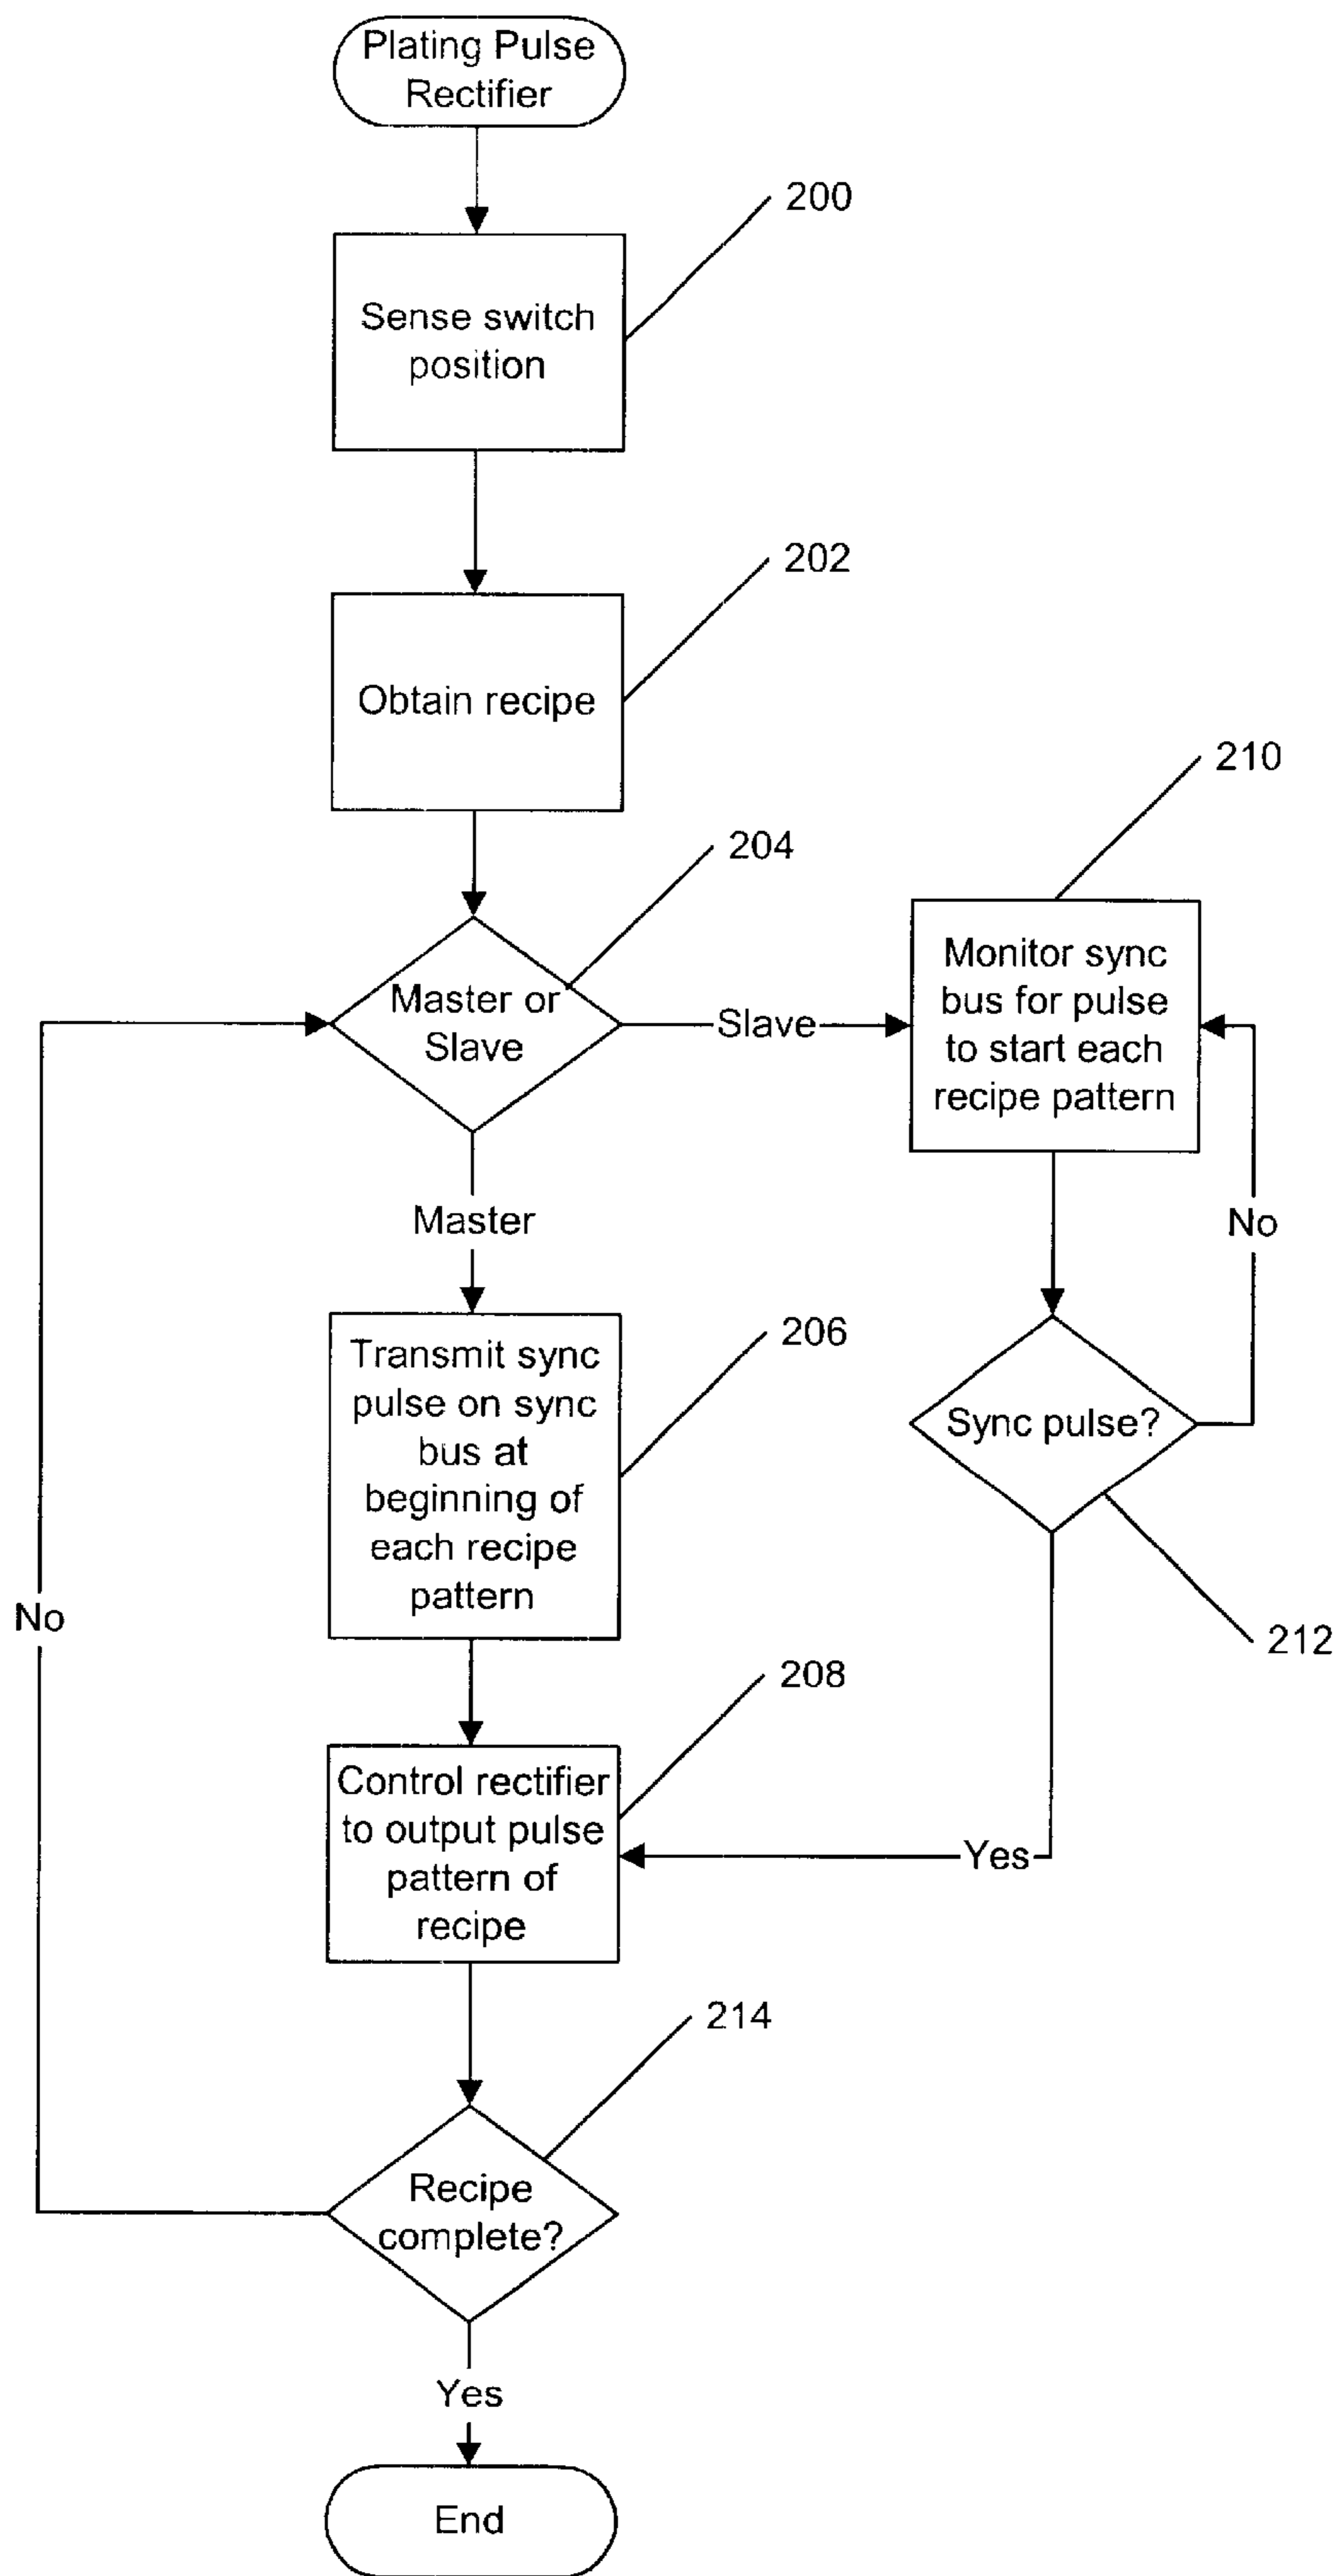 Plating Pulse
Rectifier
200
Sense switch
position
202
Obtain recipe
204
Master or
Slave
Slave
210
Monitor sync
bus for pulse
to start each
recipe pattern
No
Master
206
Transmit sync
pulse on sync
bus at
beginning of
each recipe
pattern
Sync pulse?
212
Yes
No
208
Control rectifier
to output pulse
pattern of
recipe
214
Recipe
complete?
Yes
End